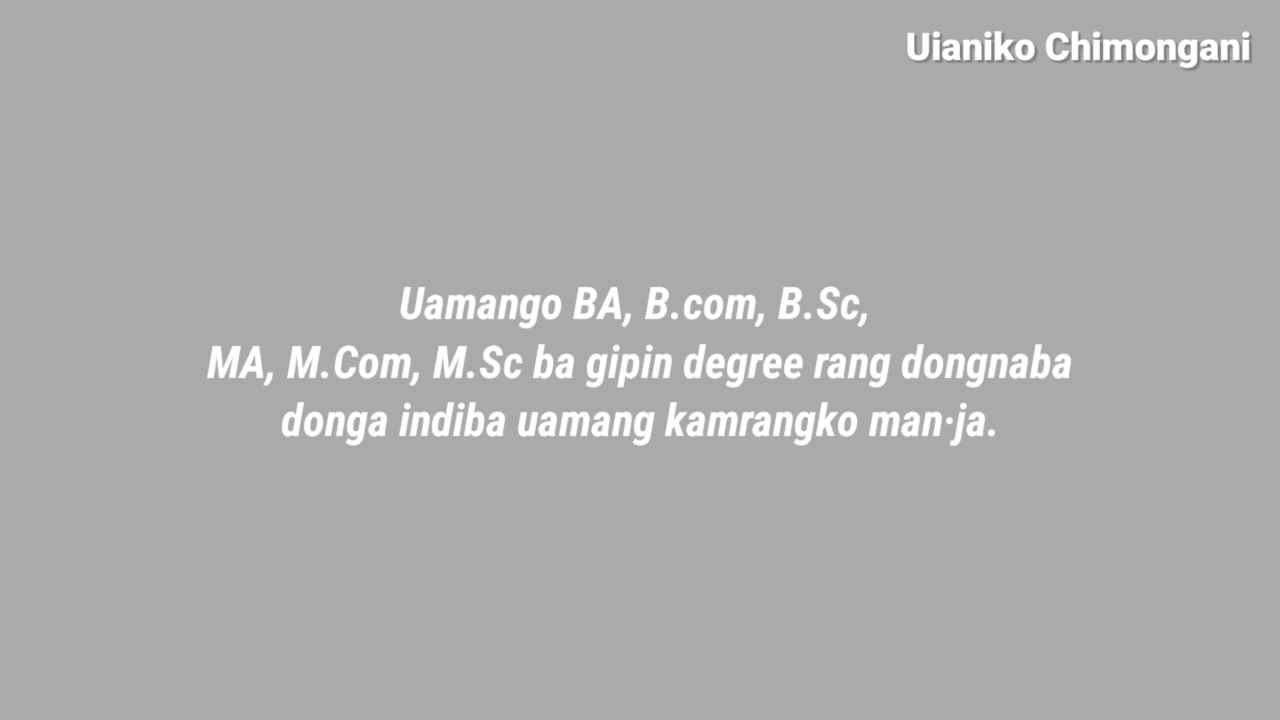 Uianiko Chimongani
Uamango BA, B.com, B.Sc,
MA, M.Com, M.Sc ba gipin degree rang dongnaba
donga indiba uamang kamrangko man·ja.